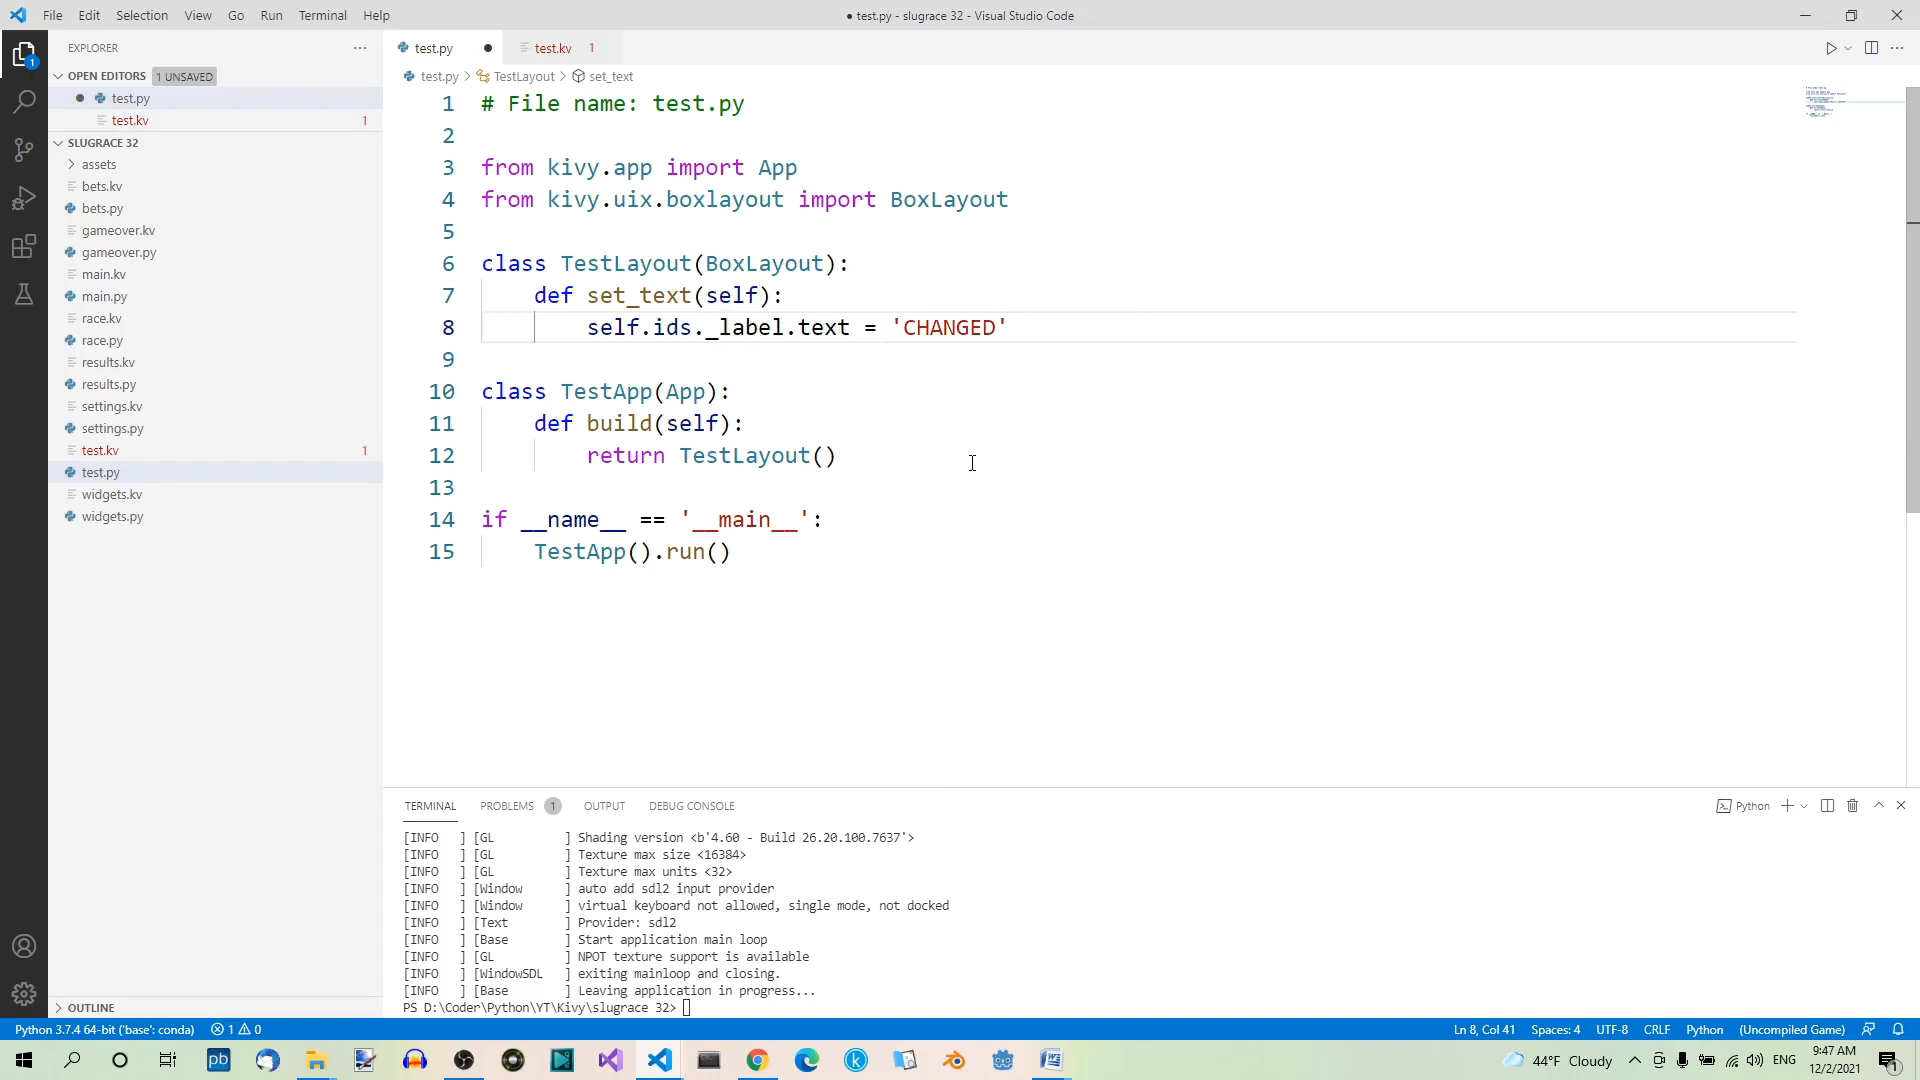 File Edit Selection View Go Run Terminal Help
● test.py - slugrace 32 - Visual Studio Code
EXPLORER
OPEN EDITORS 1 UNSAVED
test.py
test.kv 1
SLUGRACE 32
assets
bets.kv
bets.py
gameover.kv
gameover.py
main.kv
main.py
race.kv
race.py
results.kv
results.py
settings.kv
settings.py
test.kv 1
test.py
widgets.kv
widgets.py
OUTLINE
1
test.py test.kv 1
test.py > TestLayout > set_text
1 # File name: test.py
2
3 from kivy.app import App
4 from kivy.uix.boxlayout import BoxLayout
5
6 class TestLayout(BoxLayout):
7 def set_text(self):
8 self.ids._label.text = 'CHANGED'
9
10 class TestApp(App):
11 def build(self):
12 return TestLayout()
13
14 if __name__ == '__main__':
15 TestApp().run()
TERMINAL PROBLEMS 1 OUTPUT DEBUG CONSOLE
Python
[INFO ] [GL ] Shading version <b'4.60 - Build 26.20.100.7637'>
[INFO ] [GL ] Texture max size <16384>
[INFO ] [GL ] Texture max units <32>
[INFO ] [Window ] auto add sdl2 input provider
[INFO ] [Window ] virtual keyboard not allowed, single mode, not docked
[INFO ] [Text ] Provider: sdl2
[INFO ] [Base ] Start application main loop
[INFO ] [GL ] NPOT texture support is available
[INFO ] [WindowSDL ] exiting mainloop and closing.
[INFO ] [Base ] Leaving application in progress...
PS D:\Coder\Python\YT\Kivy\slugrace 32>
Python 3.7.4 64-bit ('base': conda) 1 0
Ln 8, Col 41 Spaces: 4 UTF-8 CRLF Python (Uncompiled Game)
pb
44°F Cloudy
ENG
9:47 AM
12/2/2021
1